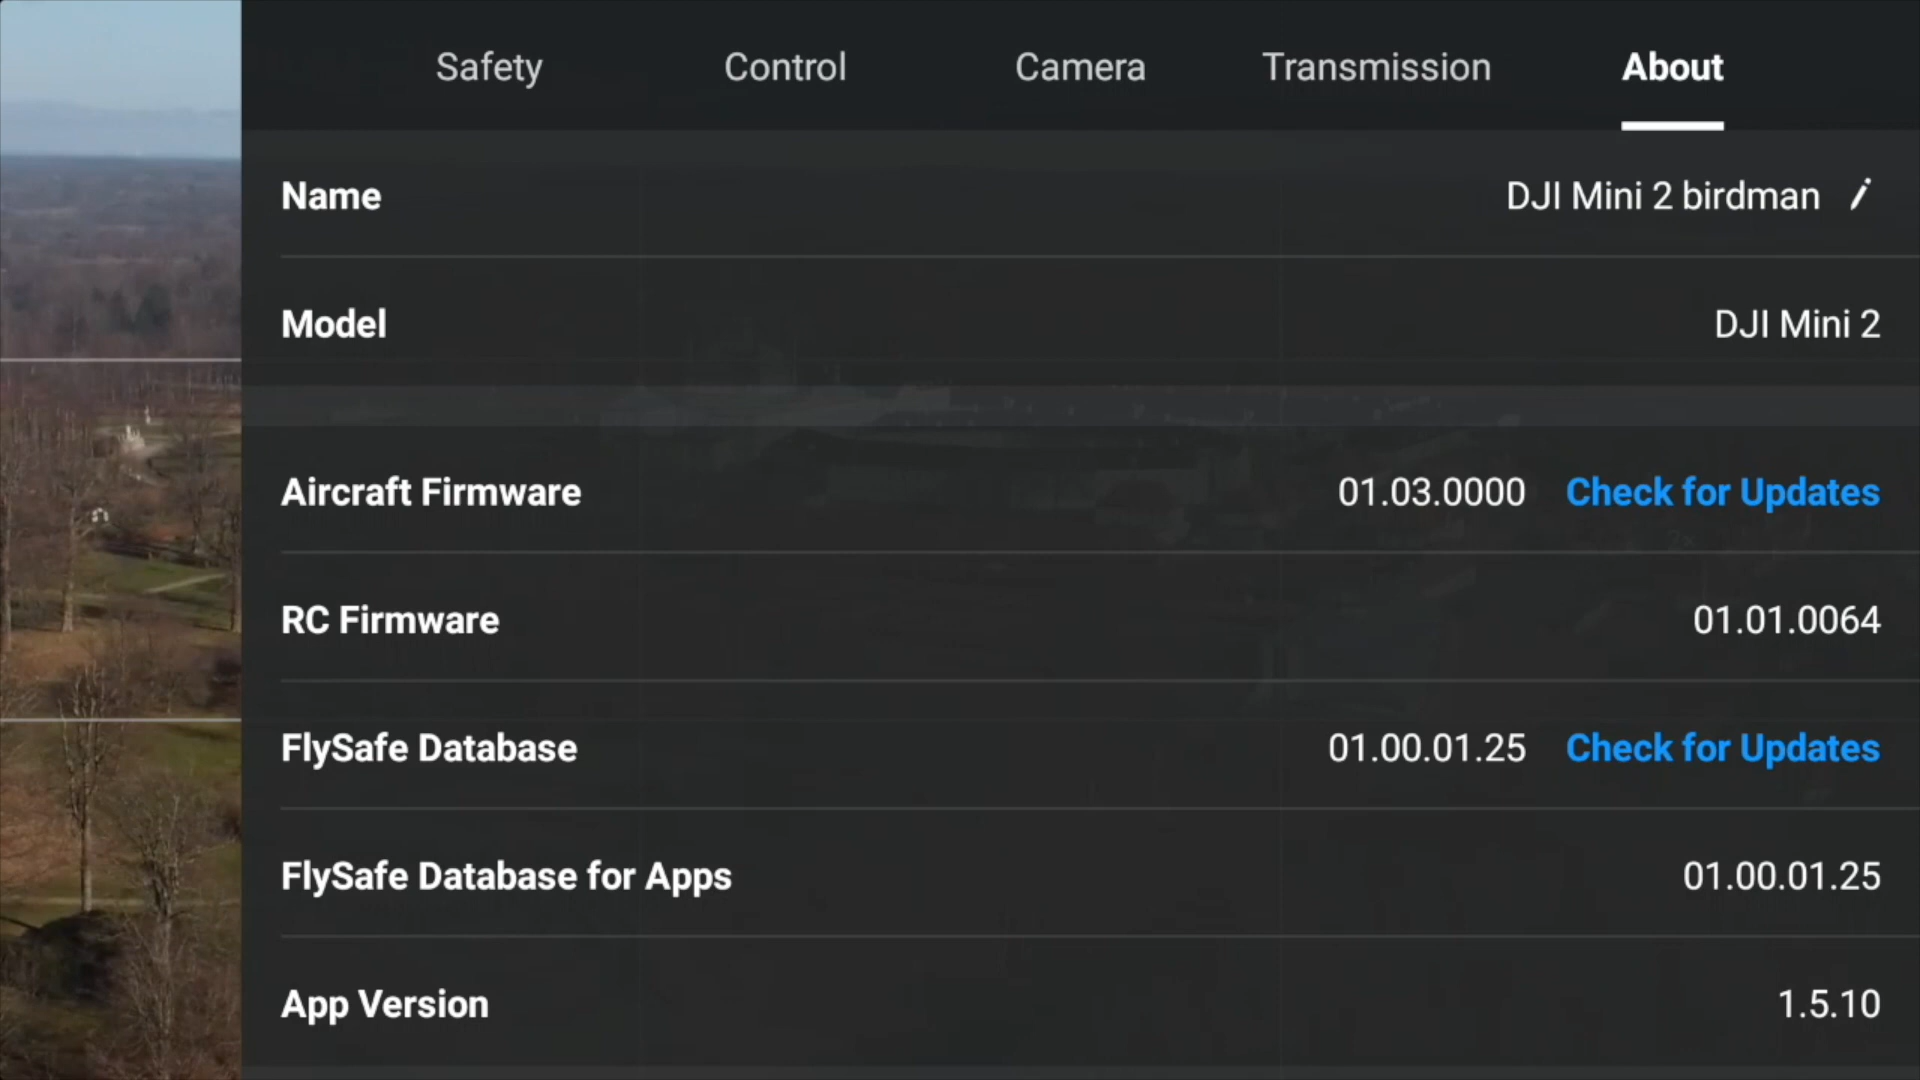 Safety Control Camera Transmission About
Name DJI Mini 2 birdman
Model DJI Mini 2
Aircraft Firmware 01.03.0000 Check for Updates
RC Firmware 01.01.0064
FlySafe Database 01.00.01.25 Check for Updates
FlySafe Database for Apps 01.00.01.25
App Version 1.5.10